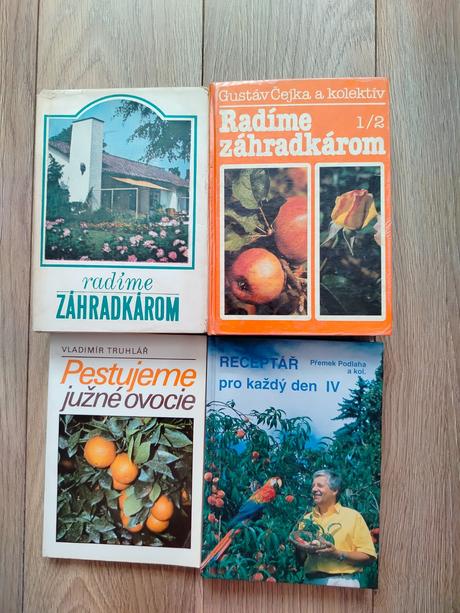 radíme
ZÁHRADKÁROM
Gustáv Čejka a kolektív
Radíme 1/2
záhradkárom
VLADIMÍR TRUHLÁŘ
Pestujeme
južné ovocie
RECEPTÁŘ
Přemek Podlaha
a kol.
pro každý den IV